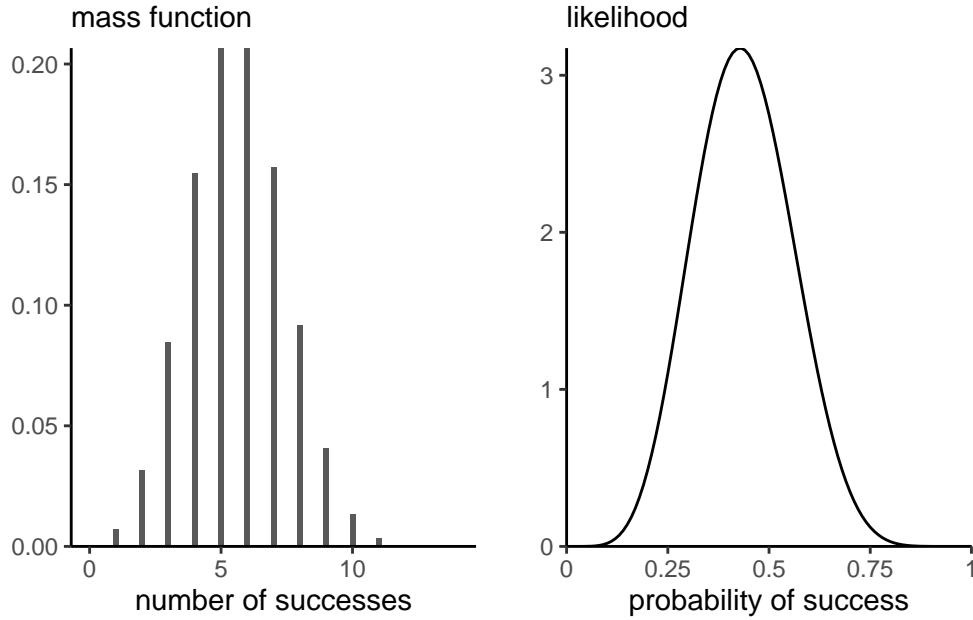 mass function
0.20
0.15
0.10
0.05
0.00
0 5 10
number of successes
likelihood
3
2
1
0
0 0.25 0.5 0.75 1
probability of success